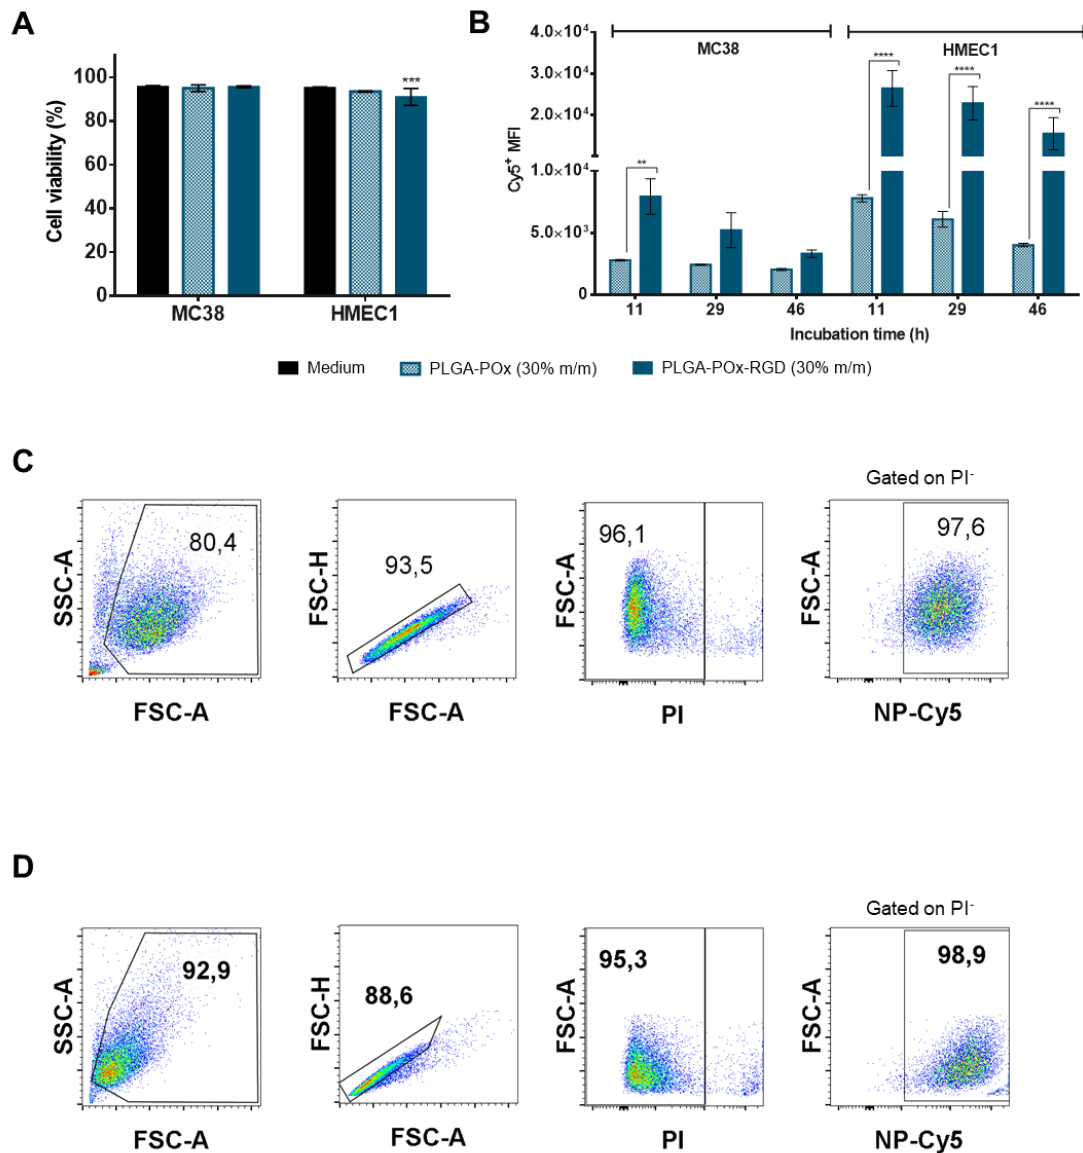 A
Cell viability (%)
100
80
60
40
20
0
***
MC38
HMEC1
B
Cy5⁺ MFI
4.0×10⁴
3.0×10⁴
2.0×10⁴
1.0×10⁴
5.0×10³
0
MC38
HMEC1
**
****
****
****
11
29
46
11
29
46
Incubation time (h)
Medium
PLGA-POx (30% m/m)
PLGA-POx-RGD (30% m/m)
C
Gated on PI⁻
80,4
SSC-A
FSC-A
93,5
FSC-H
FSC-A
96,1
FSC-A
PI
97,6
FSC-A
NP-Cy5
D
Gated on PI⁻
92,9
SSC-A
FSC-A
88,6
FSC-H
FSC-A
95,3
FSC-A
PI
98,9
FSC-A
NP-Cy5